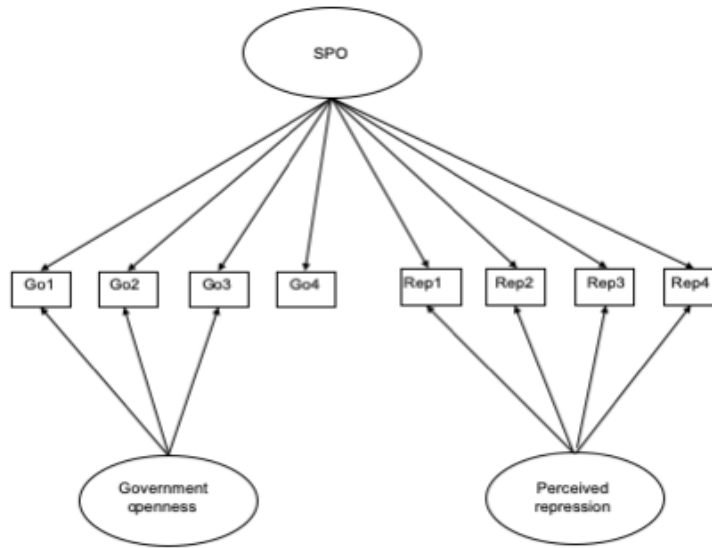 SPO
Go1
Go2
Go3
Go4
Rep1
Rep2
Rep3
Rep4
Government
openness
Perceived
repression